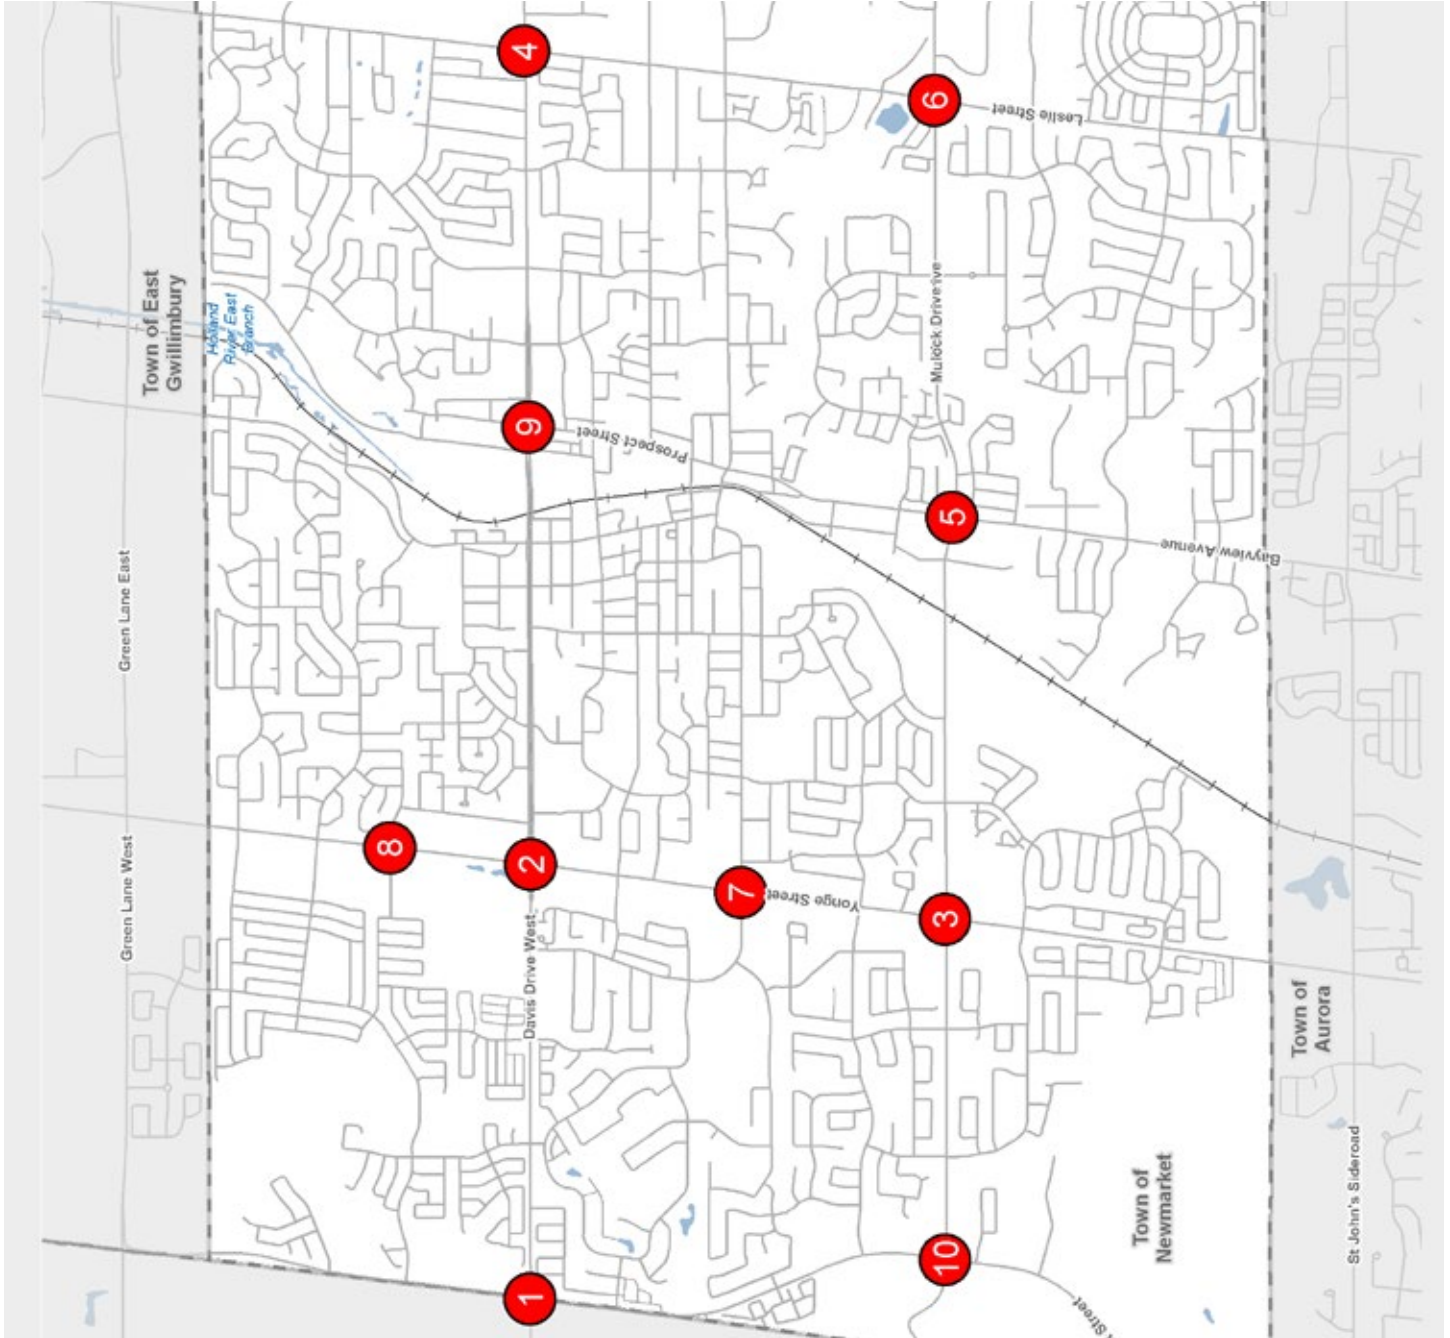 Green Lane West
Green Lane East
Town of East
Gwillimbury
Holland
River East
Branch
8
2
Davis Drive West
9
4
1
7
Yonge Street
Prospect Street
3
10
5
6
Mulock Drive
Leslie Street
Bayview Avenue
Street
Town of
Newmarket
Town of
Aurora
St John's Sideroad